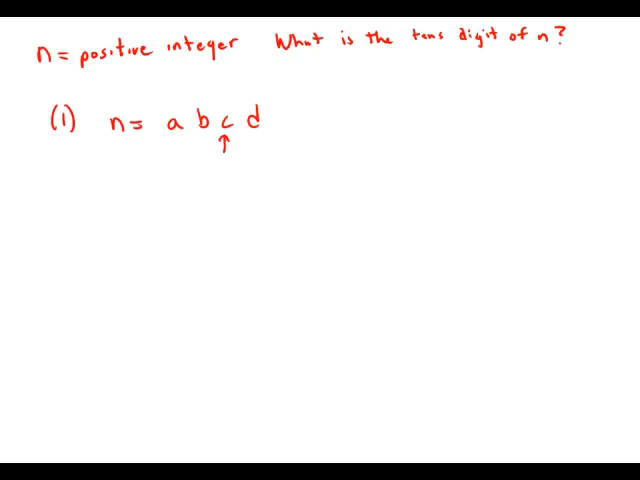 n = positive integer What is the tens digit of n?
(1) n = a b c d
↑